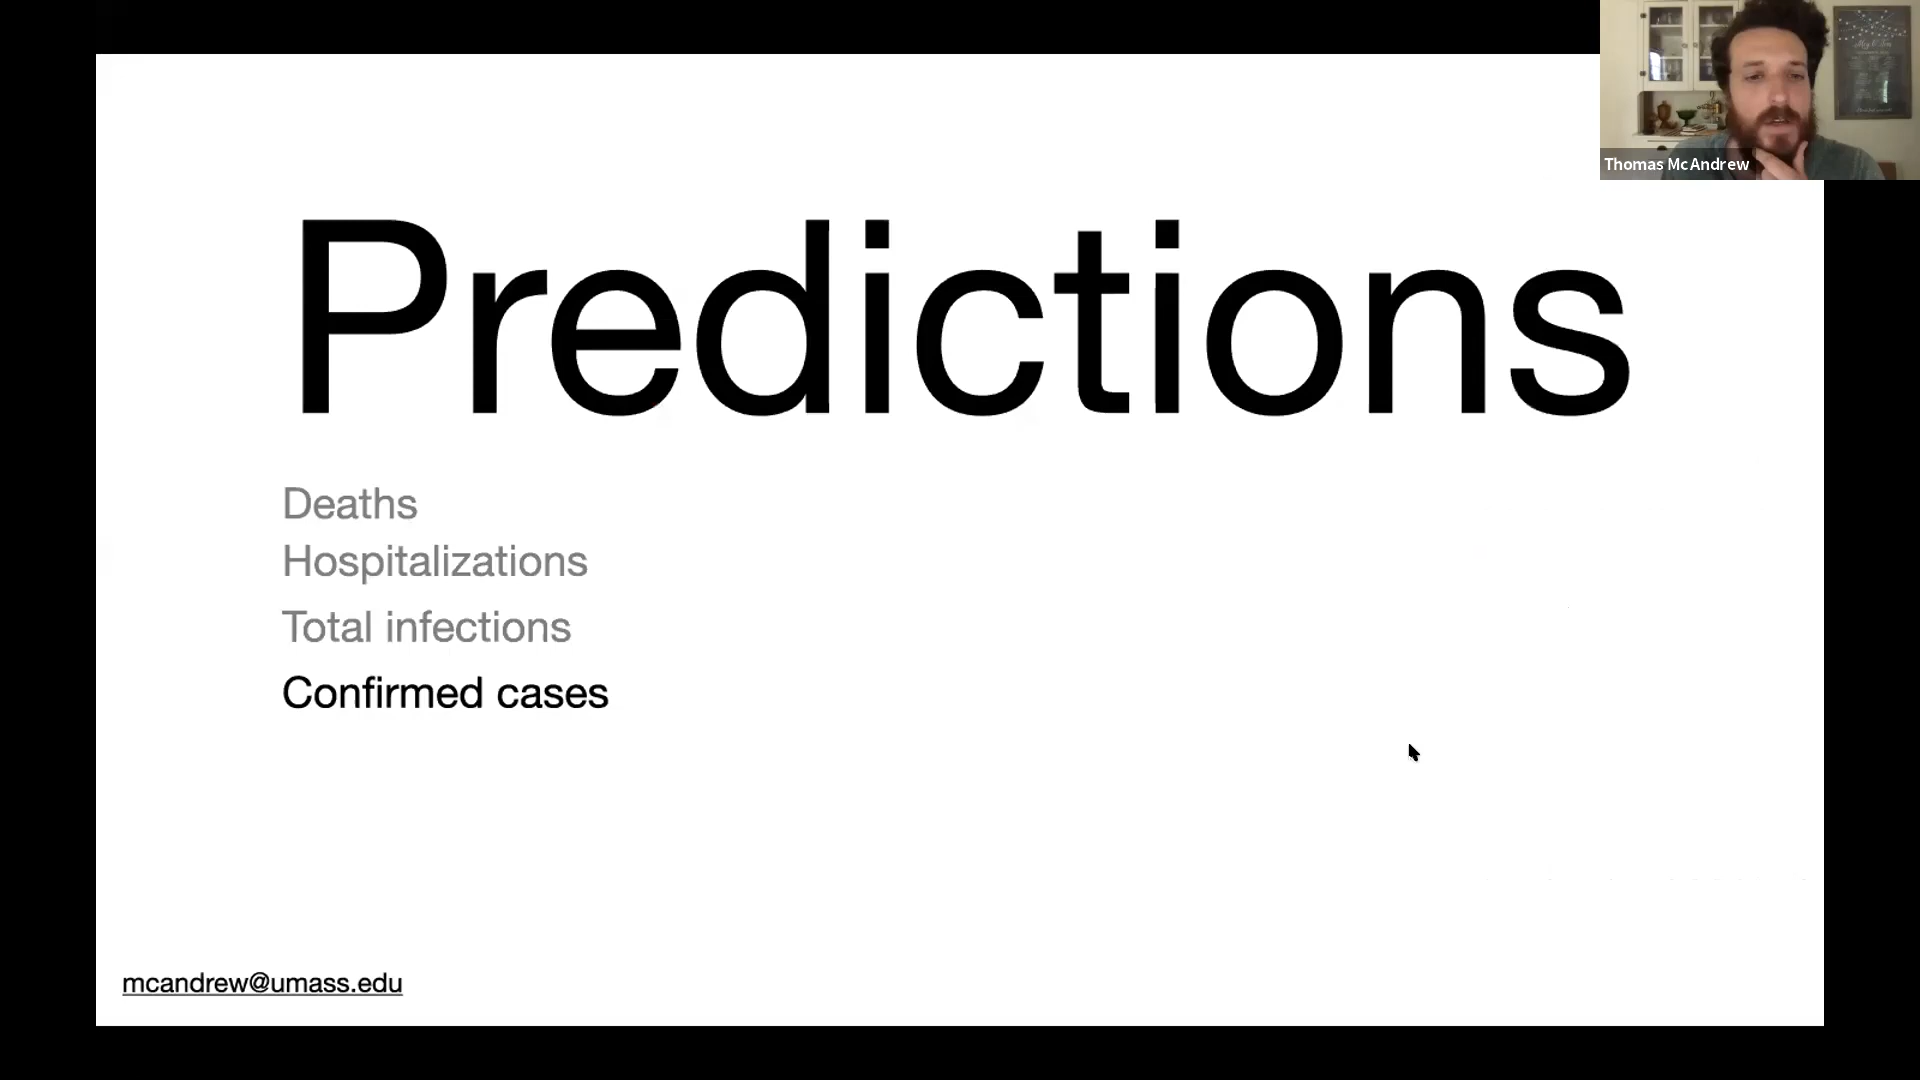 Predictions
Deaths
Hospitalizations
Total infections
Confirmed cases
mcandrew@umass.edu
Thomas McAndrew